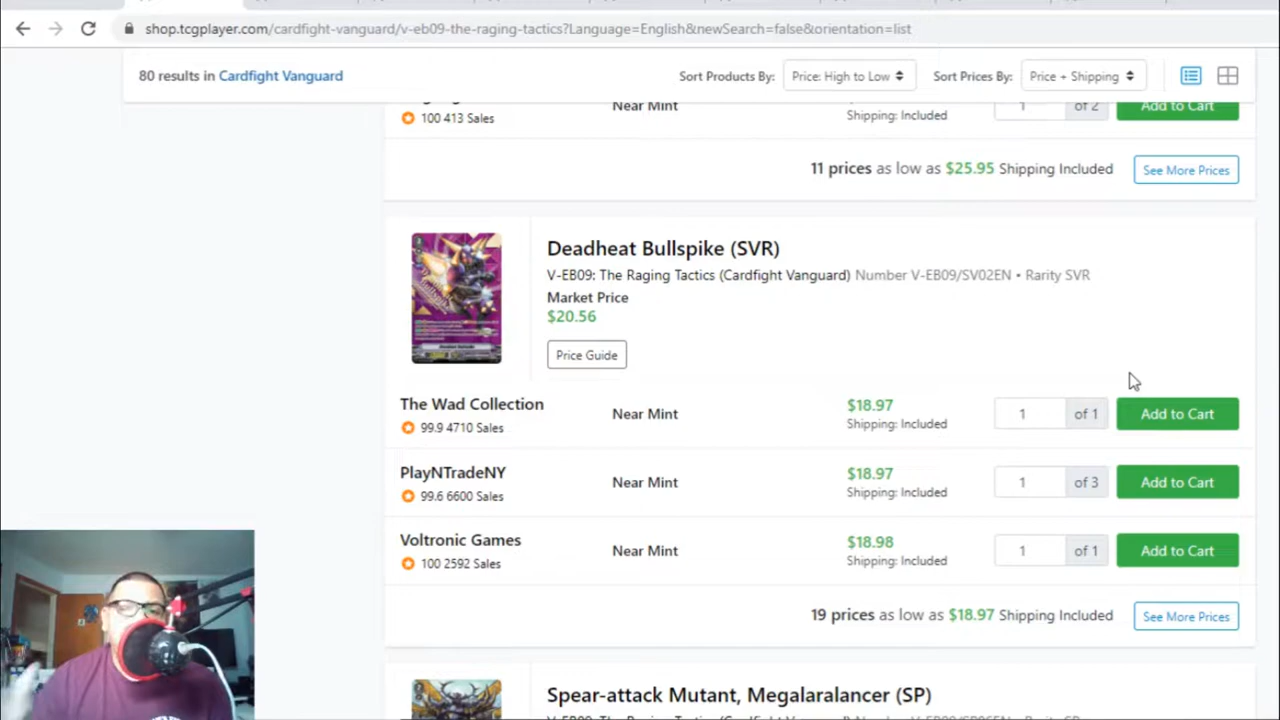 shop.tcgplayer.com/cardfight-vanguard/v-eb09-the-raging-tactics?Language=English&newSearch=false&orientation=list
80 results in Cardfight Vanguard
Sort Products By: Price: High to Low Sort Prices By: Price + Shipping
Near Mint 1 of 2 Add to Cart
100 413 Sales Shipping: Included
11 prices as low as $25.95 Shipping Included See More Prices
Deadheat Bullspike (SVR)
V-EB09: The Raging Tactics (Cardfight Vanguard) Number V-EB09/SV02EN • Rarity SVR
Market Price
$20.56
Price Guide
The Wad Collection Near Mint $18.97 1 of 1 Add to Cart
99.9 4710 Sales Shipping: Included
PlayNTradeNY Near Mint $18.97 1 of 3 Add to Cart
99.6 6600 Sales Shipping: Included
Voltronic Games Near Mint $18.98 1 of 1 Add to Cart
100 2592 Sales Shipping: Included
19 prices as low as $18.97 Shipping Included See More Prices
Spear-attack Mutant, Megalaralancer (SP)